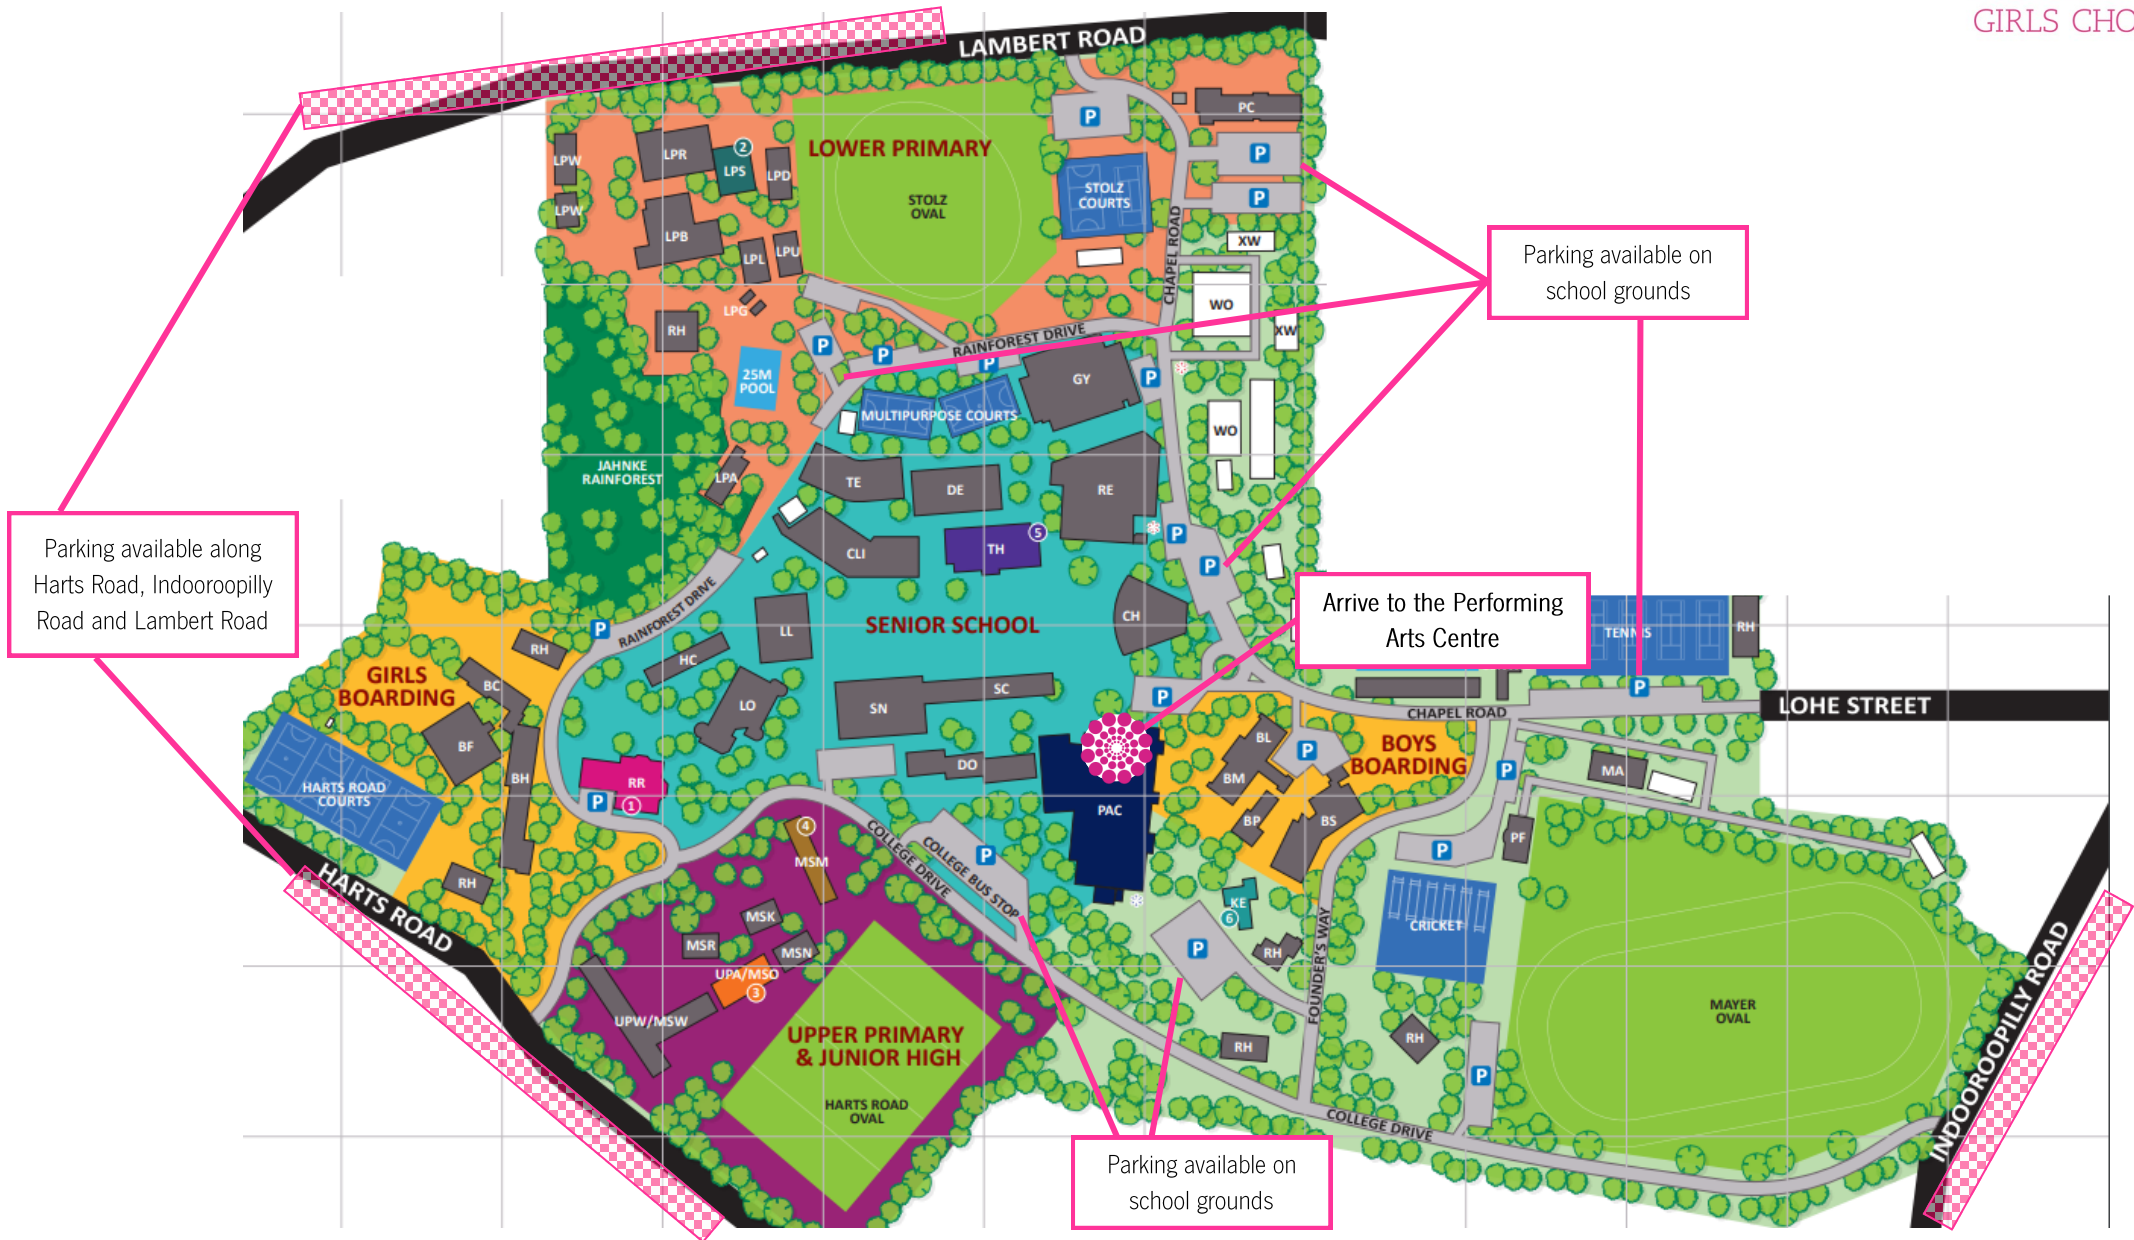 GIRLS CHO
LAMBERT ROAD
PC
P
P
P
LPW
LPR
2
LPS
LPD
LOWER PRIMARY
STOLZ
OVAL
STOLZ
COURTS
LPW
LPB
LPL
LPU
CHAPEL ROAD
XW
WO
XW
Parking available on
school grounds
LPG
RH
P
P
RAINFOREST DRIVE
P
GY
P
25M
POOL
MULTIPURPOSE COURTS
WO
JAHNKE
RAINFOREST
LPA
TE
DE
RE
CLI
TH
5
P
P
Parking available along
Harts Road, Indooroopilly
Road and Lambert Road
Arrive to the Performing
Arts Centre
P
RAINFOREST DRIVE
LL
SENIOR SCHOOL
CH
TENNIS
RH
RH
HC
GIRLS
BOARDING
BC
LO
SN
SC
P
P
CHAPEL ROAD
LOHE STREET
BF
BH
RR
P
1
DO
PAC
BL
BM
P
BOYS
BOARDING
P
MA
HARTS ROAD
COURTS
BP
BS
PF
P
4
MSM
COLLEGE DRIVE
COLLEGE BUS STOP
P
HARTS ROAD
RH
MSK
MSR
MSN
UPA/MSO
3
UPW/MSW
KE
6
P
RH
FOUNDER'S WAY
CRICKET
MAYER
OVAL
INDOOROOPILLY ROAD
UPPER PRIMARY
& JUNIOR HIGH
HARTS ROAD
OVAL
RH
RH
P
COLLEGE DRIVE
Parking available on
school grounds